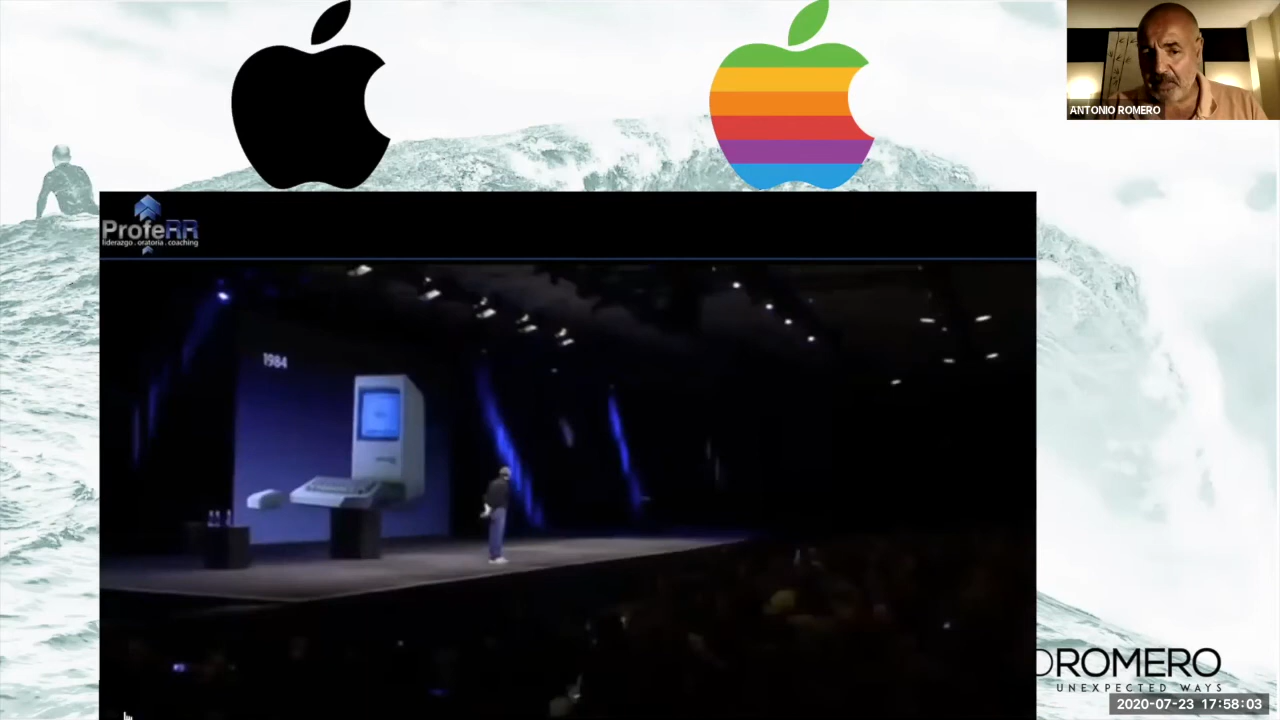 ANTONIO ROMERO
ProfeRR
liderazgo . oratoria . coaching
1984
ROMERO
UNEXPECTED WAYS
2020-07-23 17:58:03